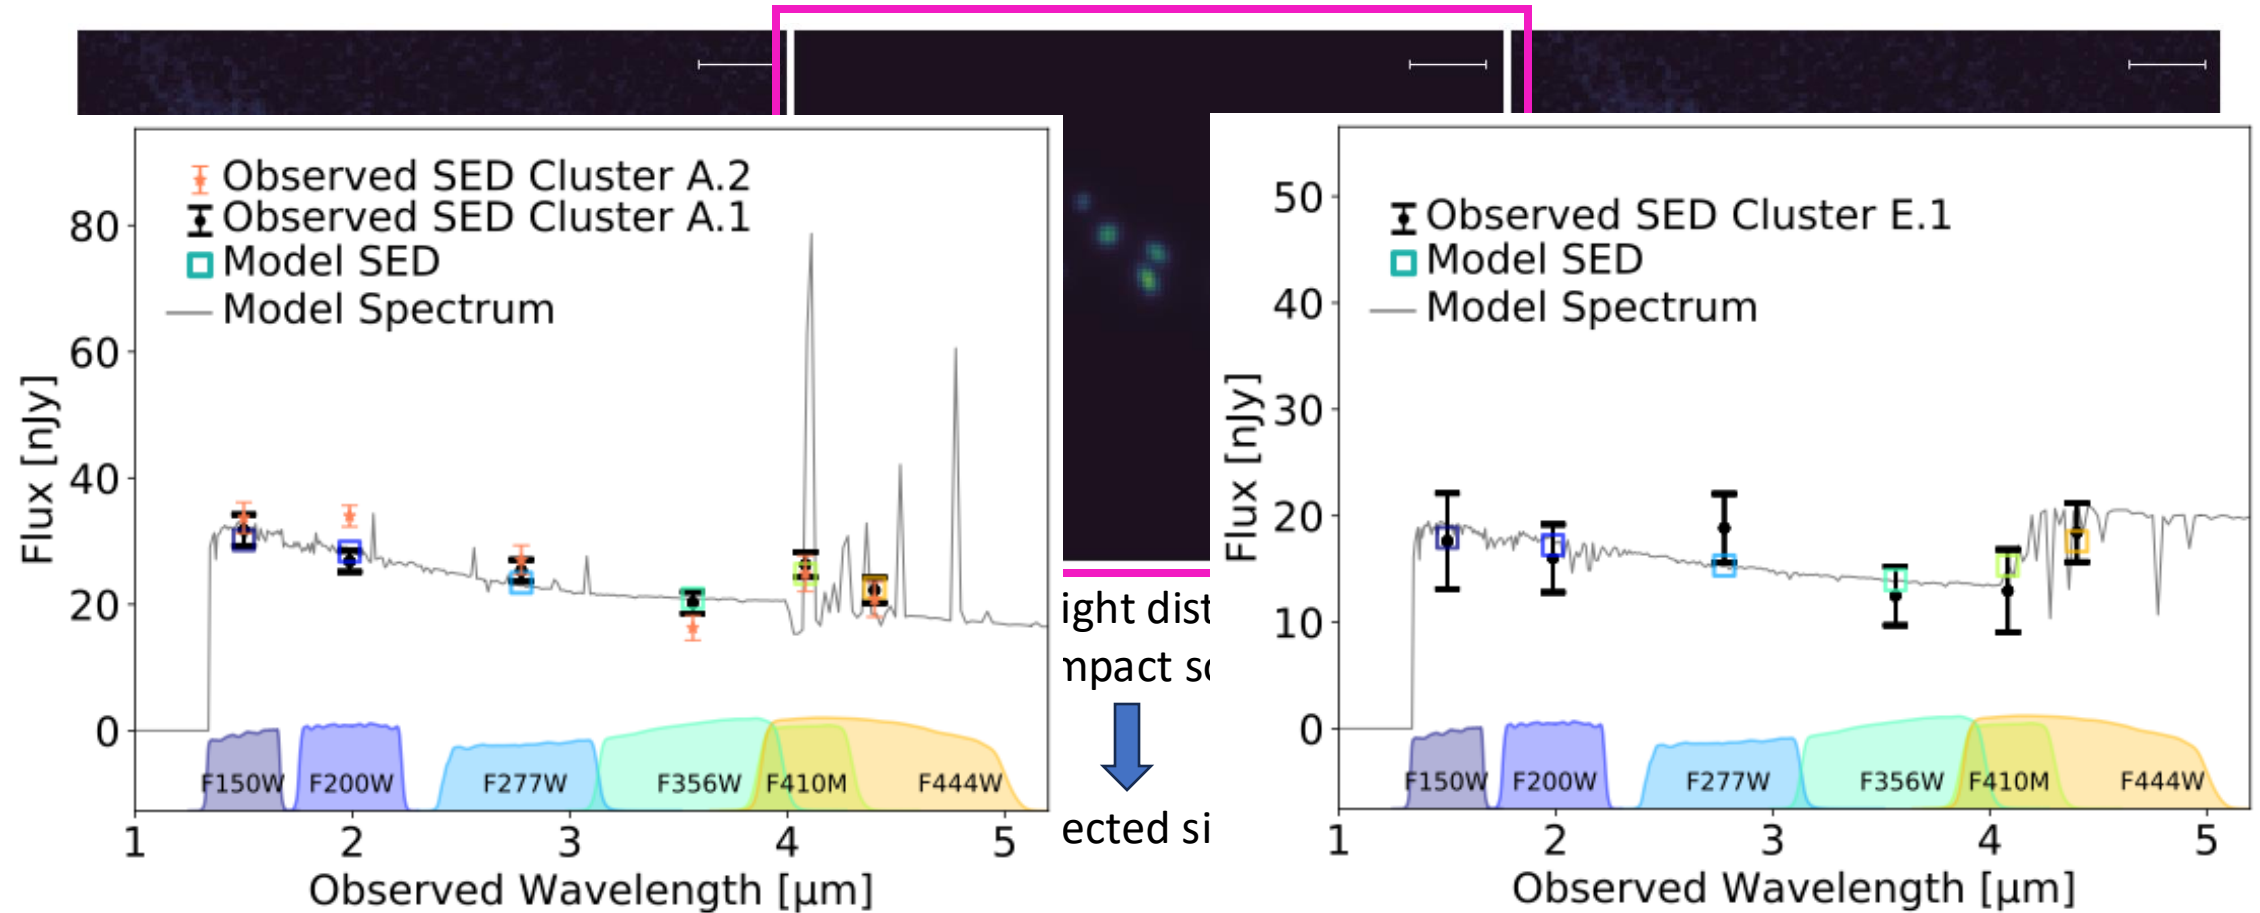 Observed SED Cluster A.2
Observed SED Cluster A.1
Model SED
Model Spectrum
80
60
40
20
0
Flux [nJy]
F150W F200W F277W F356W F410M F444W
1 2 3 4 5
Observed Wavelength [μm]
ight dist
mpact so
ected si
Observed SED Cluster E.1
Model SED
Model Spectrum
50
40
30
20
10
0
Flux [nJy]
F150W F200W F277W F356W F410M F444W
1 2 3 4 5
Observed Wavelength [μm]